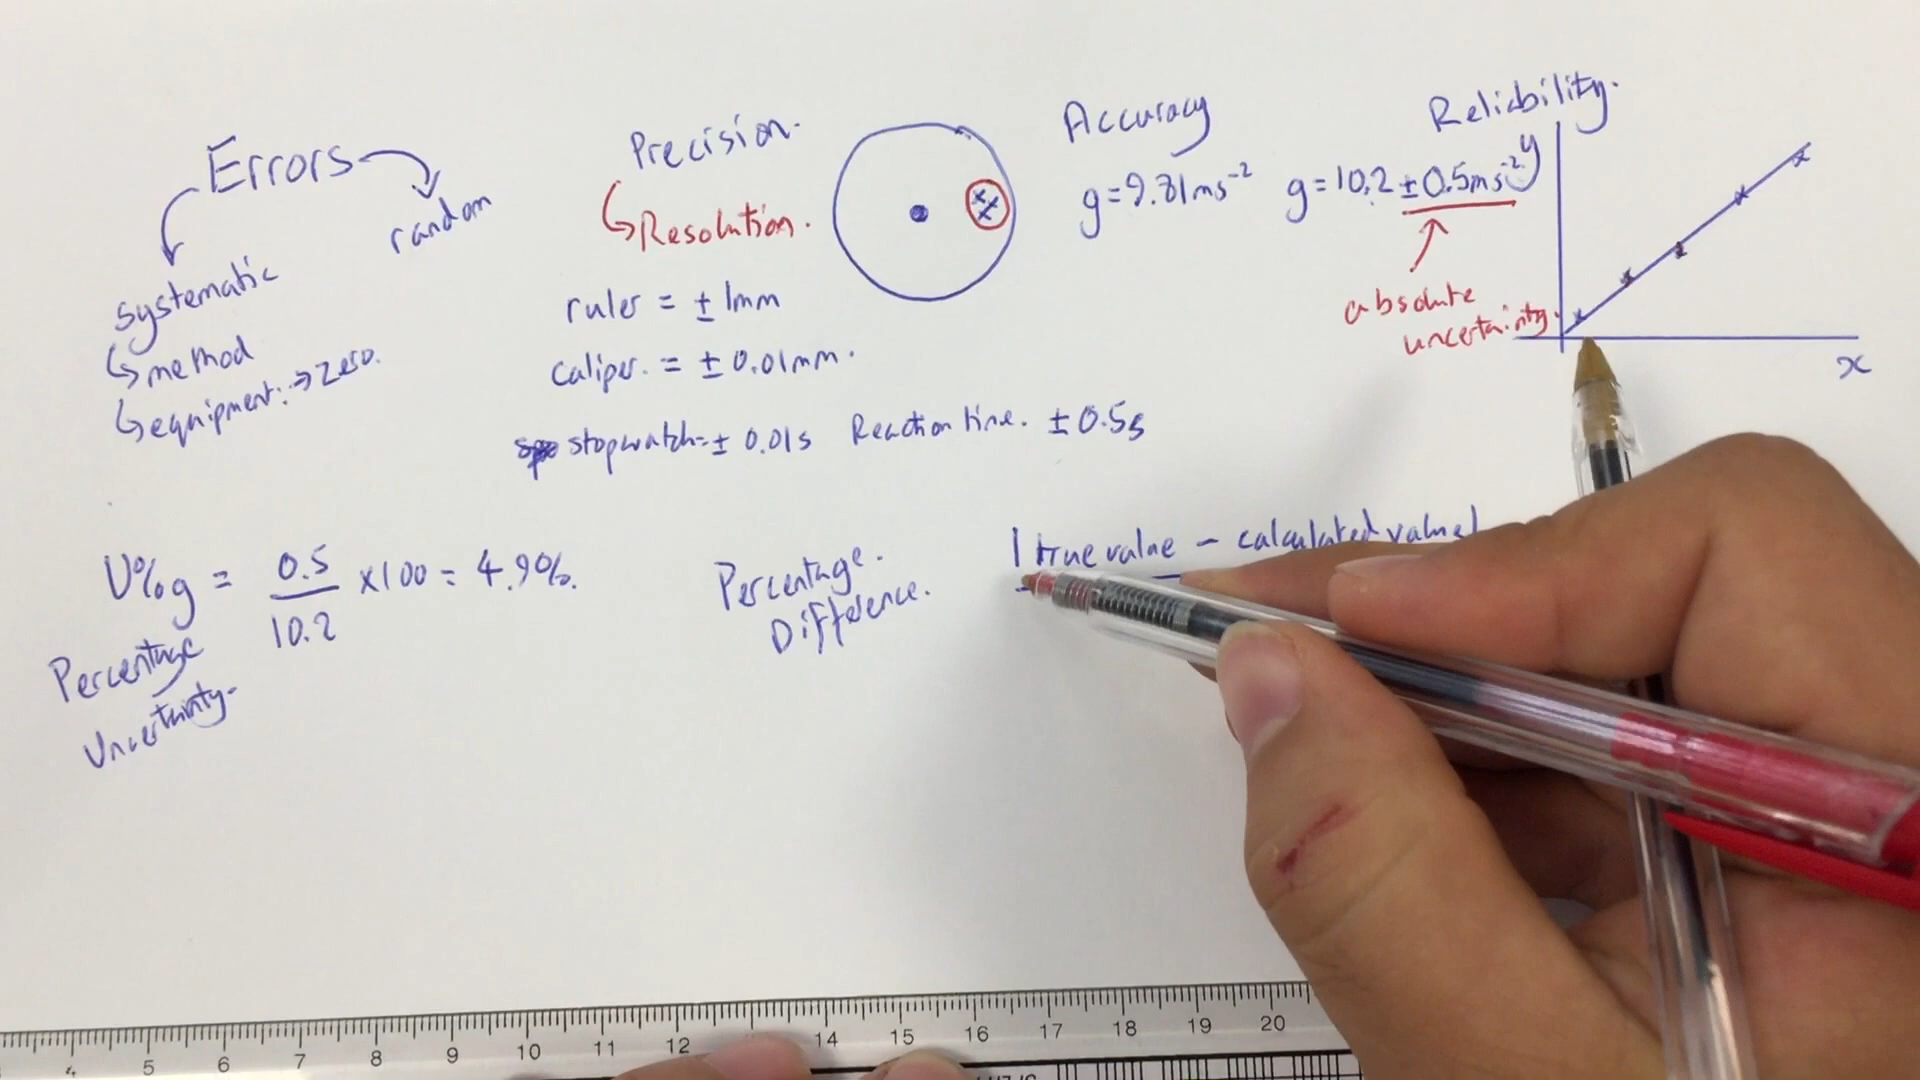 Errors
random
systematic
method
equipment: → zero.
Precision.
Resolution.
ruler = ± 1mm
caliper. = ± 0.01mm.
stopwatch = ± 0.01s Reaction time. ± 0.5s
Accuracy
g = 9.81ms⁻² g = 10.2 ± 0.5ms⁻²
absolute
uncertainty.
Reliability.
y
x
U%g = 0.5
10.2
x100 = 4.9%.
Percentage
Uncertainty.
Percentage.
Difference.
| true value - calculated value |
4 5 6 7 8 9 10 11 12 14 15 16 17 18 19 20